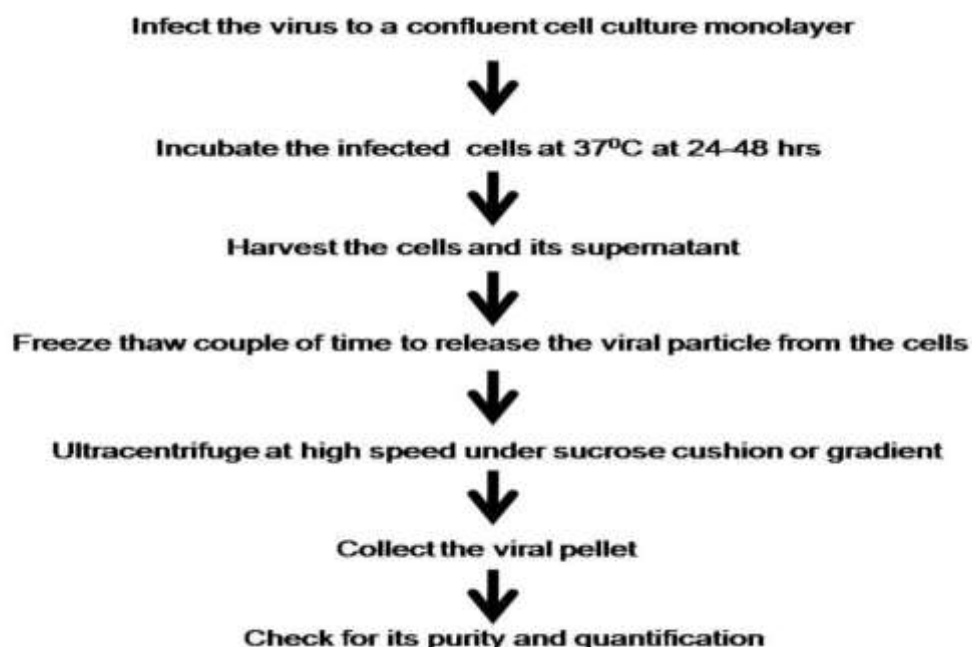 Infect the virus to a confluent cell culture monolayer
Incubate the infected cells at 37⁰C at 24-48 hrs
Harvest the cells and its supernatant
Freeze thaw couple of time to release the viral particle from the cells
Ultracentrifuge at high speed under sucrose cushion or gradient
Collect the viral pellet
Check for its purity and quantification